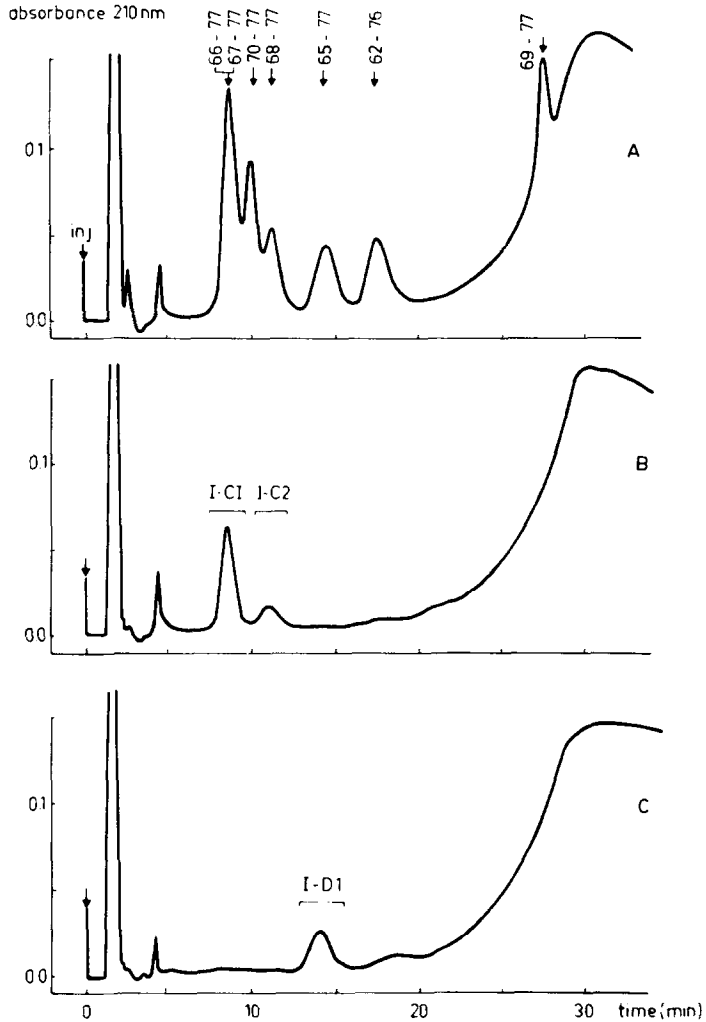 absorbance 210nm
66 - 77
67 - 77
70 - 77
68 - 77
65 - 77
62 - 76
69 - 77
0.1
A
inj
0.0
B
0.1
I-C1 I-C2
0.0
0.1
C
I-D1
0.0
0 10 20 30 time(min)